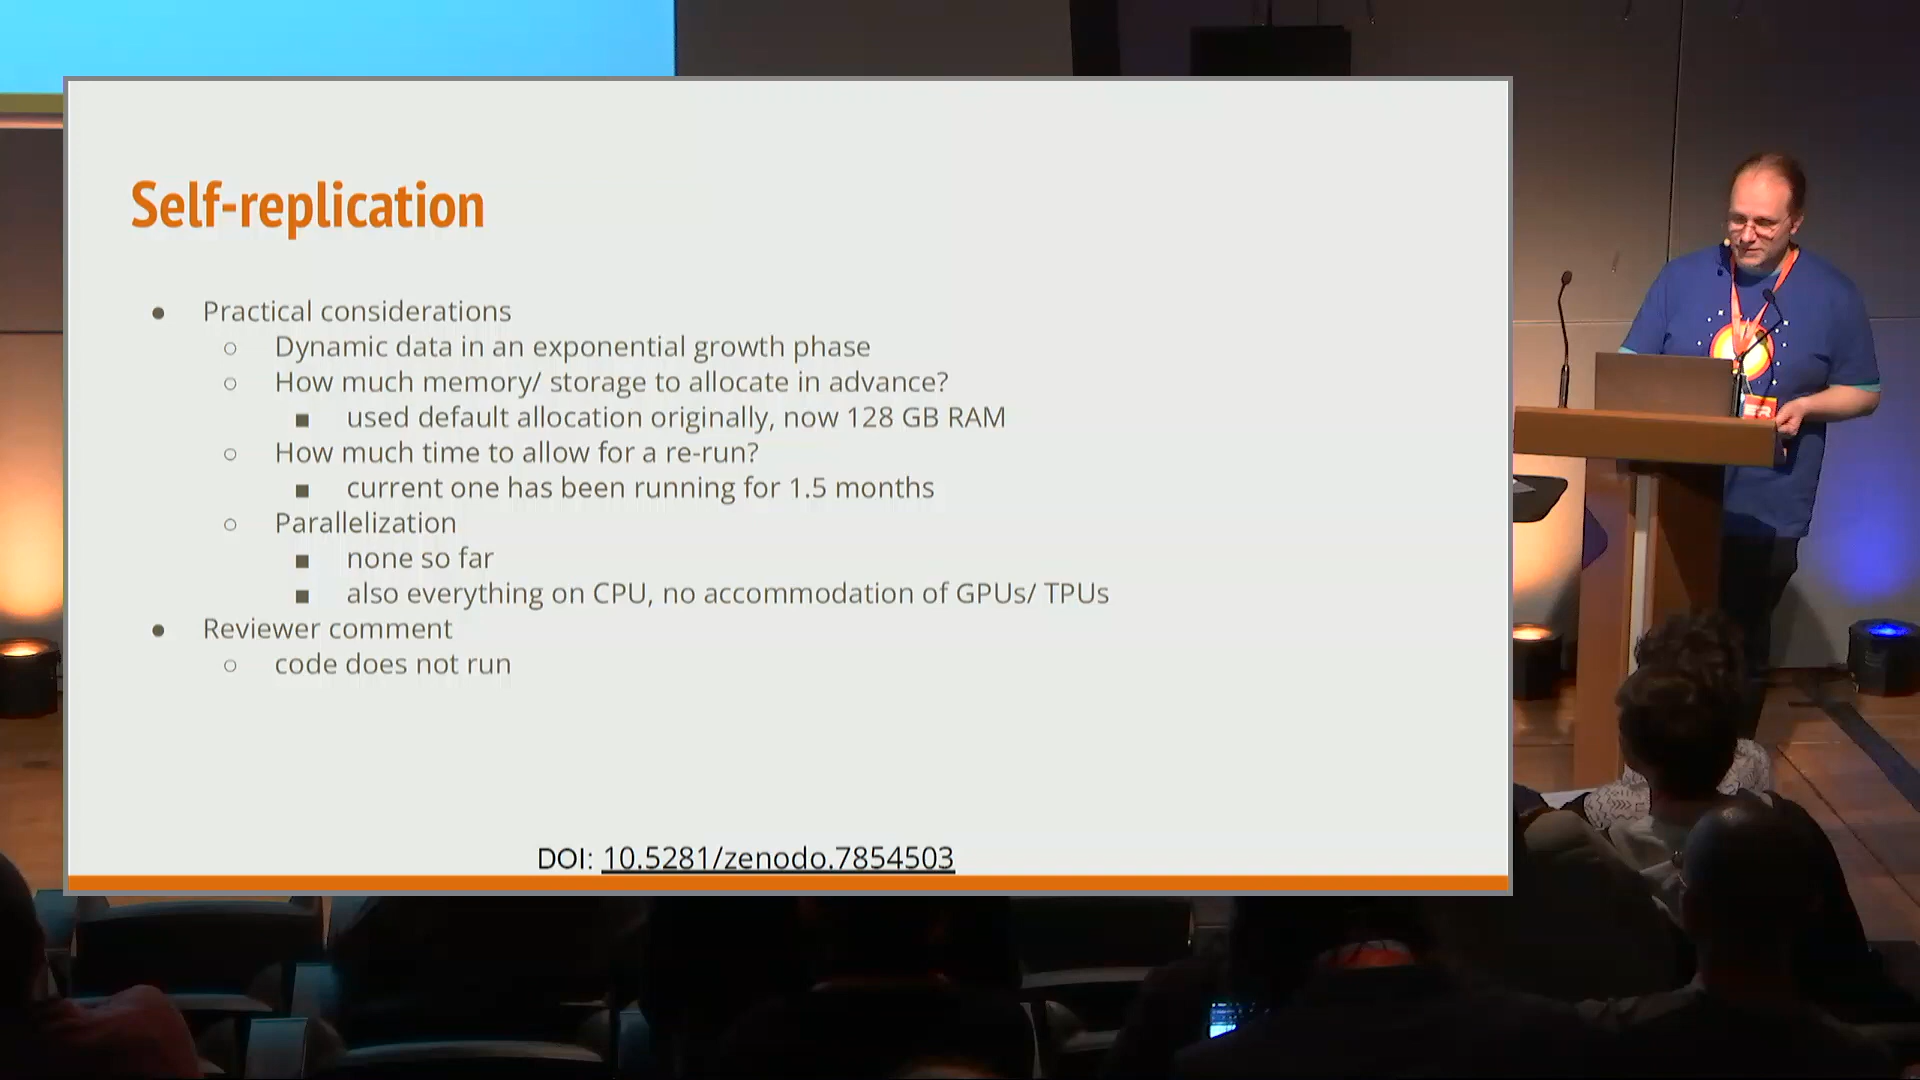 Self-replication
● Practical considerations
○ Dynamic data in an exponential growth phase
○ How much memory/ storage to allocate in advance?
■ used default allocation originally, now 128 GB RAM
○ How much time to allow for a re-run?
■ current one has been running for 1.5 months
○ Parallelization
■ none so far
■ also everything on CPU, no accommodation of GPUs/ TPUs
● Reviewer comment
○ code does not run
DOI: 10.5281/zenodo.7854503